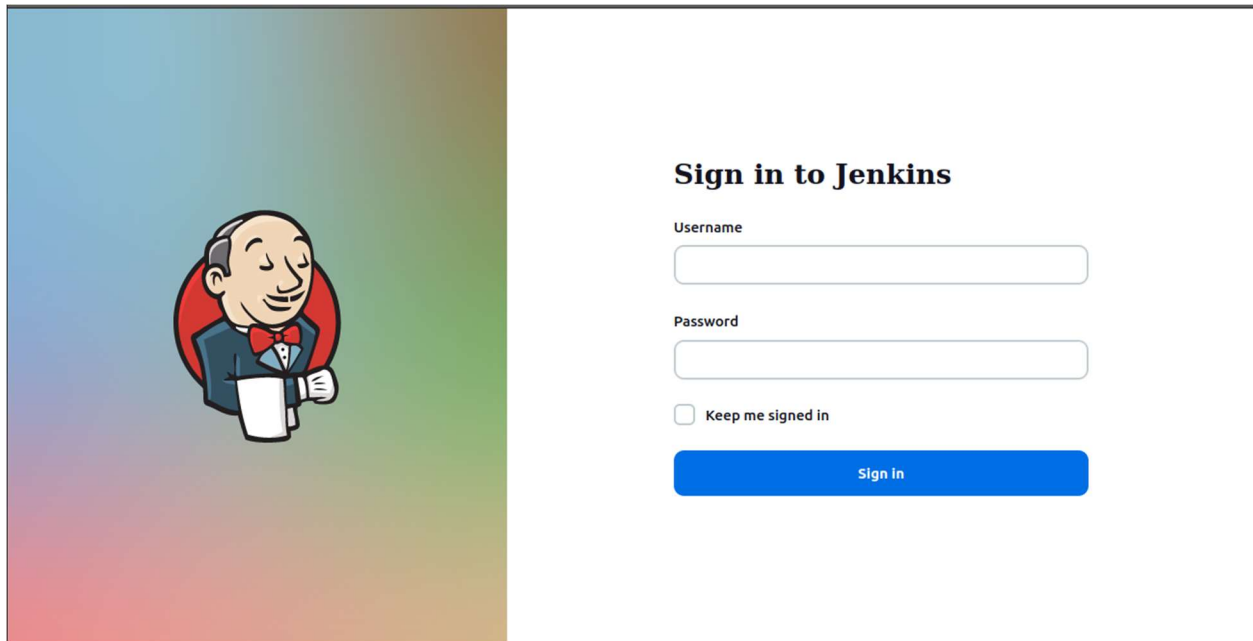 Sign in to Jenkins
Username
Password
Keep me signed in
Sign in